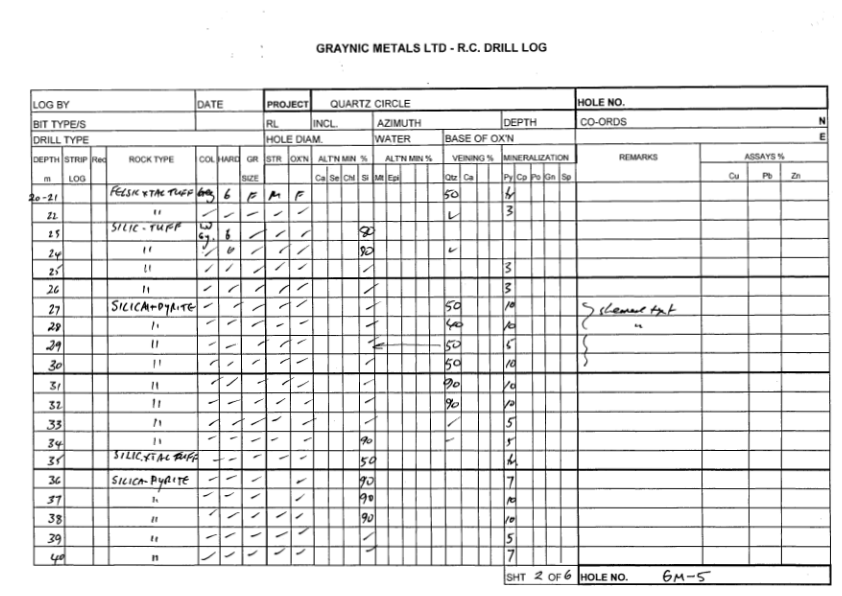 GRAYNIC METALS LTD - R.C. DRILL LOG
LOG BY DATE PROJECT QUARTZ CIRCLE HOLE NO.
BIT TYPE/S RL INCL. AZIMUTH DEPTH CO-ORDS N
DRILL TYPE HOLE DIAM. WATER BASE OF OX'N E
DEPTH STRIP Rec ROCK TYPE COL HARD GR STR OX'N ALT'N MIN % ALT'N MIN % VEINING % MINERALIZATION REMARKS ASSAYS %
m LOG SIZE Ca Se Chl Si Mt Epi Qtz Ca Py Cp Po Gn Sp Cu Pb Zn
20-21 FELSIC XTAL TUFF 6 F M F 50 tr
22 " ✓ - - - - ✓ 3
23 SILIC - TUFF W Gy. 6 ✓ ✓ ✓ 80
24 " ✓ 6 ✓ ✓ ✓ 90 ✓
25 " ✓ ✓ ✓ ✓ ✓ ✓ 3
26 " ✓ ✓ ✓ ✓ ✓ ✓ 3
27 SILICA+PYRITE - ✓ ✓ ✓ ✓ ✓ 50 10
28 " - - - - - ✓ 40 10 "
29 " - - ✓ ✓ ✓ ✓ 50 5
30 " - ✓ ✓ ✓ ✓ ✓ 50 10
31 " ✓ ✓ ✓ ✓ ✓ ✓ 90 10
32 " - - - - - ✓ 90 10
33 " ✓ ✓ ✓ - ✓ ✓ ✓ 5
34 " - - - - - 90 - 5
35 SILIC.XTAL TUFF - - - - - 50 tr
36 SILICA-PYRITE - - - ✓ 90 7
37 " - - - ✓ 90 10
38 " ✓ ✓ ✓ ✓ ✓ 90 10
39 " - - - - ✓ ✓ 5
40 " ✓ ✓ ✓ ✓ ✓ ✓ 7
SHT 2 OF 6 HOLE NO. GM-5